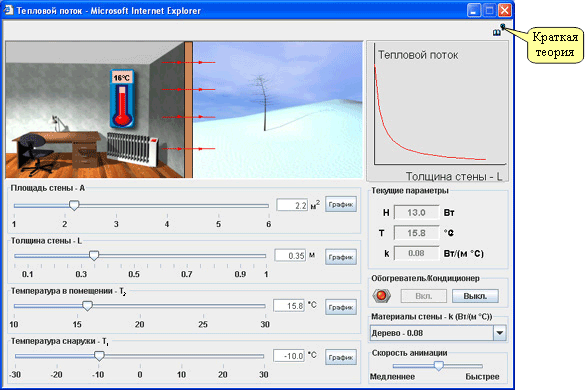 Тепловой поток - Microsoft Internet Explorer
Краткая
теория
16°C
Тепловой поток
Толщина стены - L
Площадь стены - A
2.2 м2 График
1 2 3 4 5 6
Толщина стены - L
0.35 м График
0.1 0.3 0.5 0.7 0.9 1
Температура в помещении - T2
15.8 °C График
10 15 20 25 30
Температура снаружи - T1
-10.0 °C График
-30 -20 -10 0 10 20 30
Текущие параметры
H 13.0 Вт
T 15.8 °C
k 0.08 Вт/(м °C)
Обогреватель/Кондиционер
Вкл. Выкл.
Материалы стены - k (Вт/(м °C))
Дерево - 0.08
Скорость анимации
Медленнее Быстрее